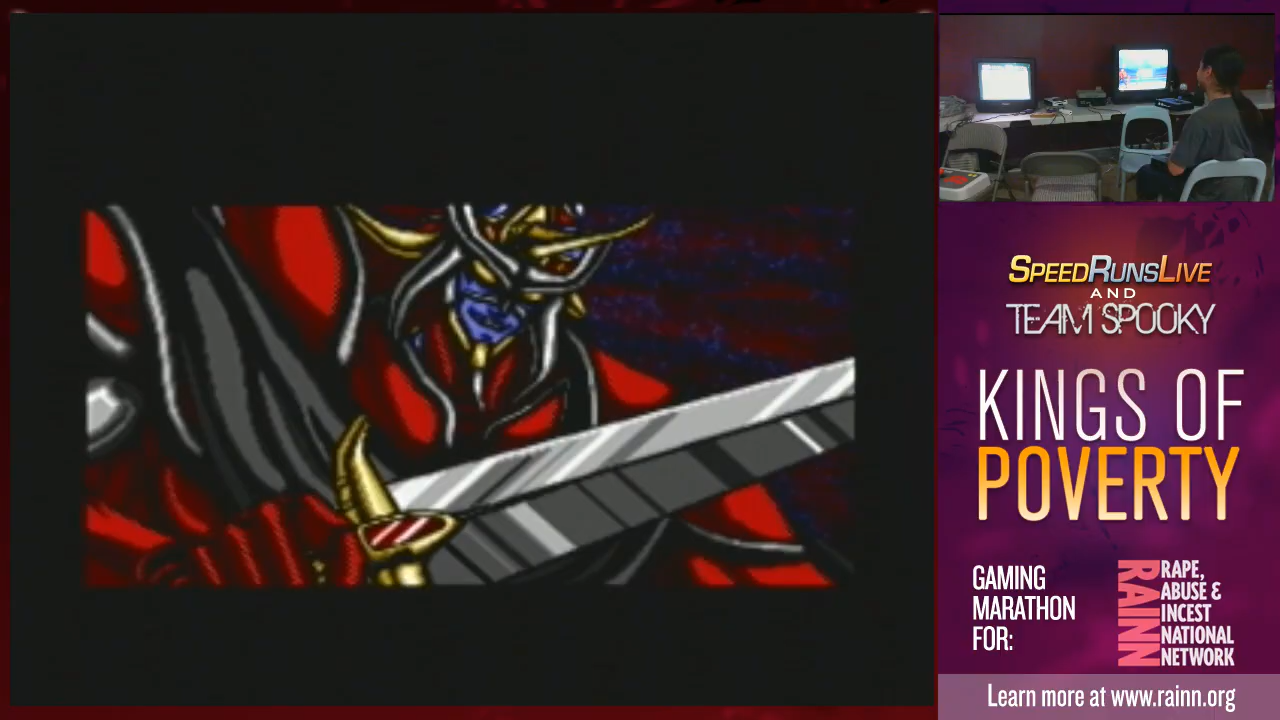 SPEEDRUNSLIVE
AND
TEAM SPOOKY
KINGS OF
POVERTY
GAMING
MARATHON
FOR:
RAINN
RAPE,
ABUSE &
INCEST
NATIONAL
NETWORK
Learn more at www.rainn.org